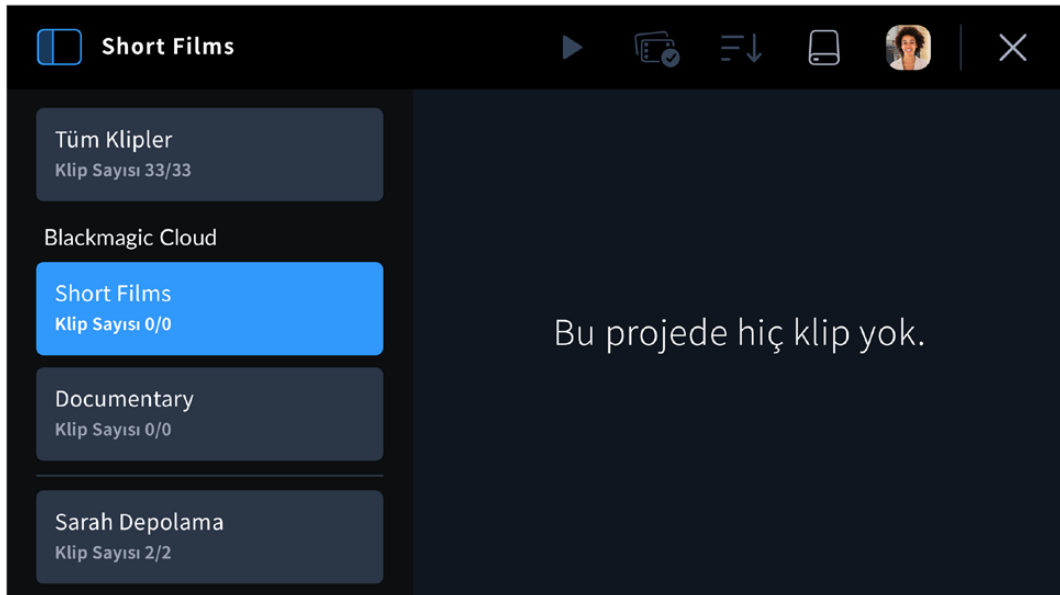 Short Films
Tüm Klipler
Klip Sayısı 33/33
Blackmagic Cloud
Short Films
Klip Sayısı 0/0
Documentary
Klip Sayısı 0/0
Sarah Depolama
Klip Sayısı 2/2
Bu projede hiç klip yok.